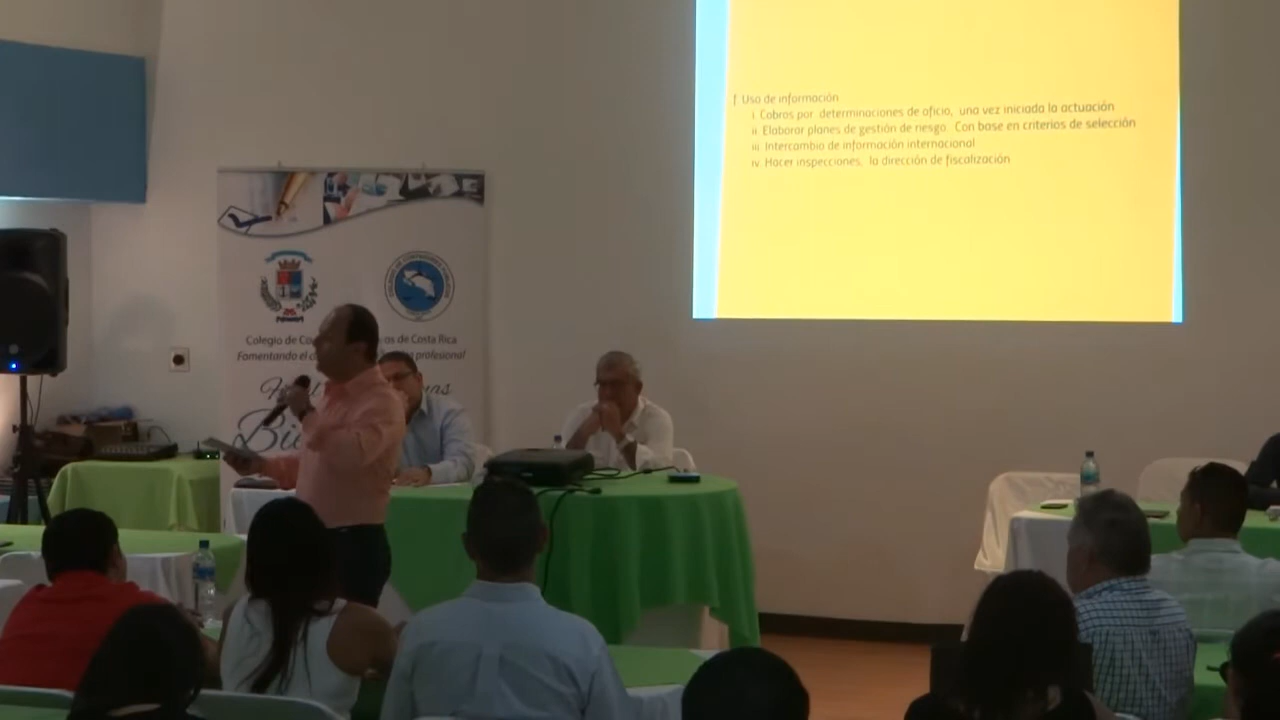 f. Uso de información
i. Cobros por determinaciones de oficio, una vez iniciada la actuación
ii. Elaborar planes de gestión de riesgo. Con base en criterios de selección
iii. Intercambio de información internacional
iv. Hacer inspecciones, la dirección de fiscalización
Colegio de Co os de Costa Rica
Fomentando el d profesional
Bie